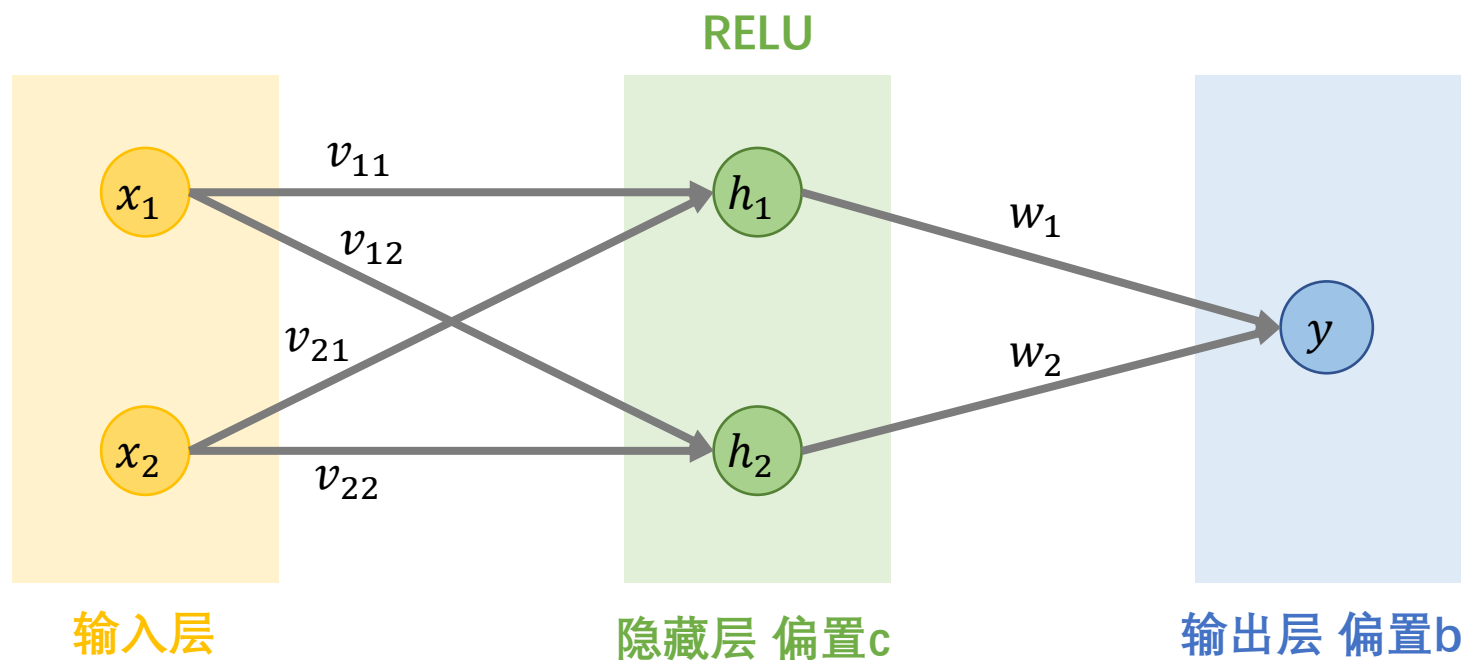 RELU
x₁
v₁₁
h₁
w₁
v₁₂
v₂₁
y
w₂
x₂
v₂₂
h₂
输入层
隐藏层 偏置c
输出层 偏置b